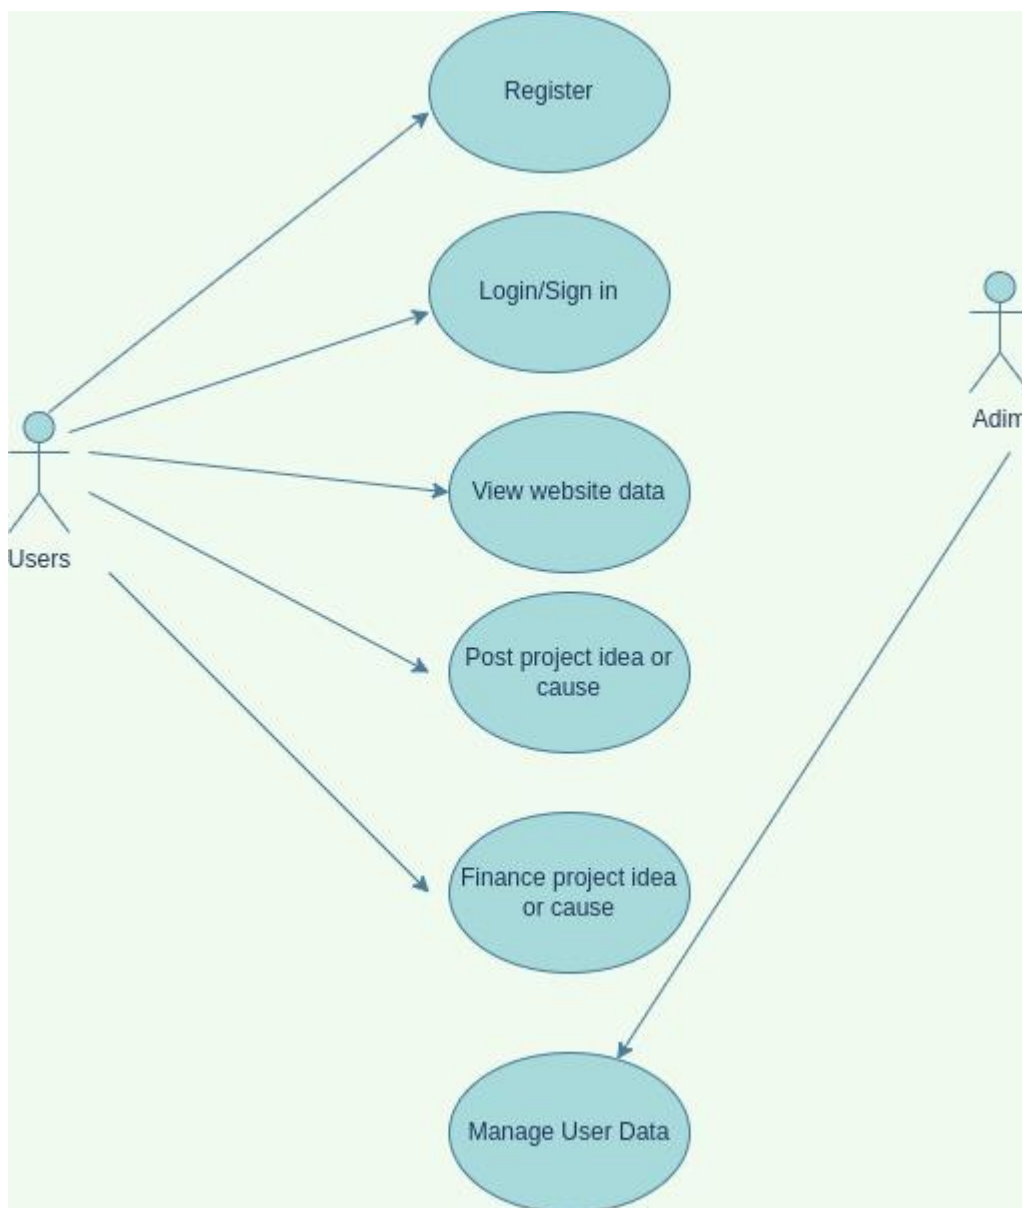 Register
Login/Sign in
Adim
View website data
Users
Post project idea or
cause
Finance project idea
or cause
Manage User Data